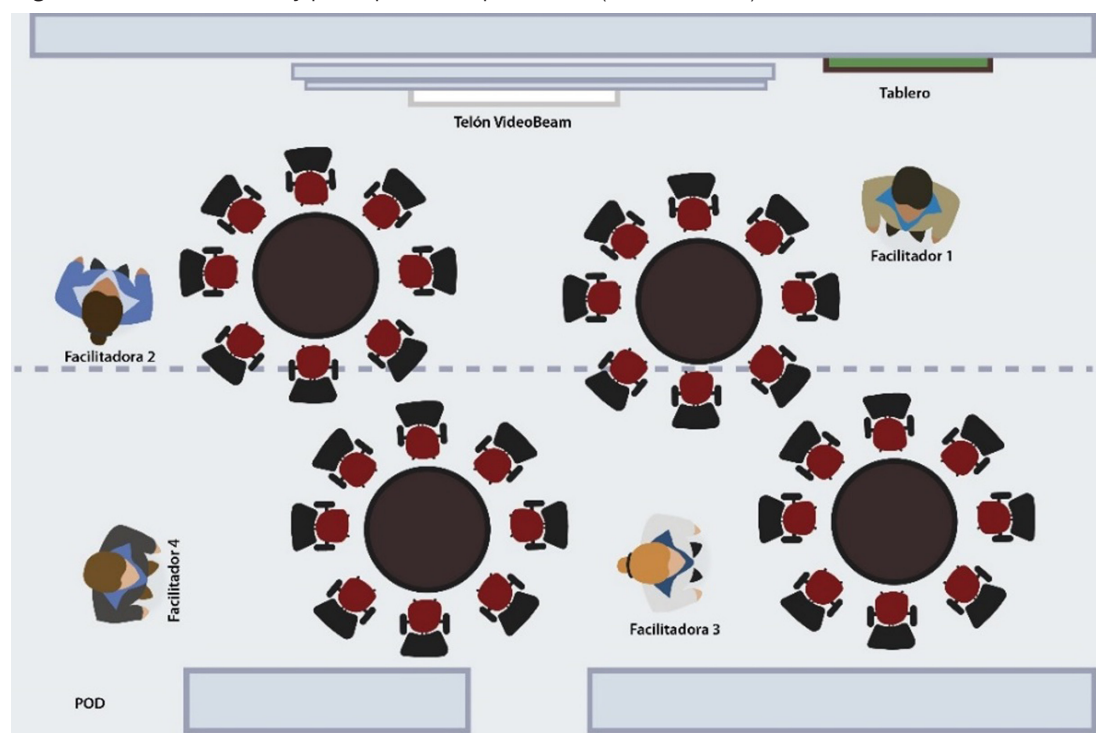 Tablero
Telón VideoBeam
Facilitador 1
Facilitadora 2
Facilitador 4
Facilitadora 3
POD